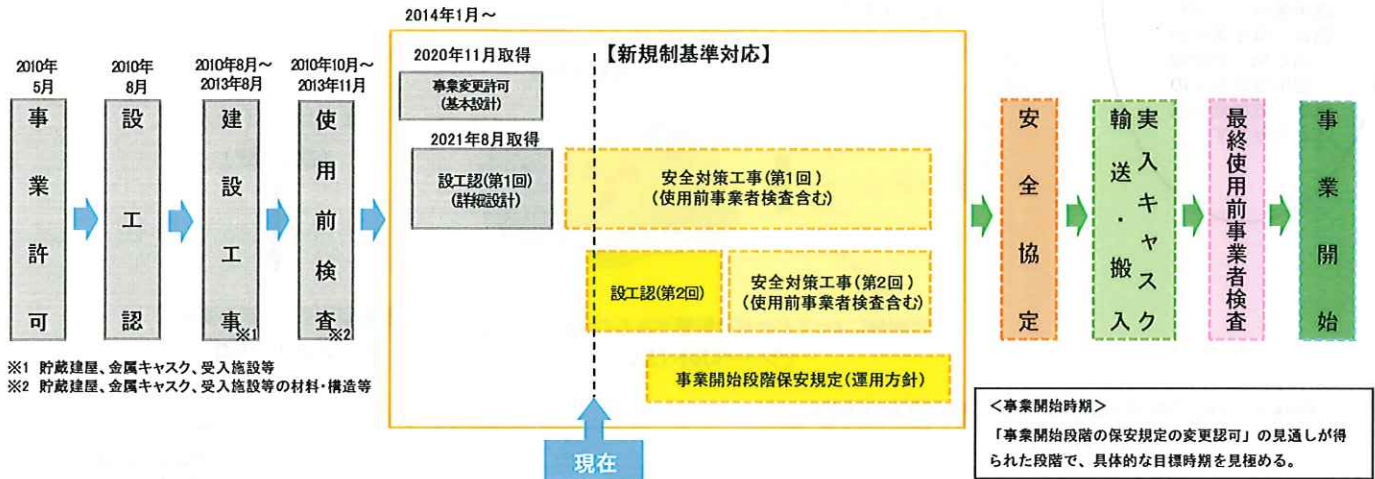 2014年1月～
2010年
5月
事業許可
2010年
8月
設工認
2010年8月～
2013年8月
建設工事※1
2010年10月～
2013年11月
使用前検査※2
【新規制基準対応】
2020年11月取得
事業変更許可
(基本設計)
2021年8月取得
設工認(第1回)
(詳細設計)
安全対策工事(第1回)
(使用前事業者検査含む)
設工認(第2回)
安全対策工事(第2回)
(使用前事業者検査含む)
事業開始段階保安規定(運用方針)
現在
安全協定
実入キャスク
輸送・搬入
最終使用前事業者検査
事業開始
※1 貯蔵建屋、金属キャスク、受入施設等
※2 貯蔵建屋、金属キャスク、受入施設等の材料・構造等
＜事業開始時期＞
「事業開始段階の保安規定の変更認可」の見通しが得
られた段階で、具体的な目標時期を見極める。